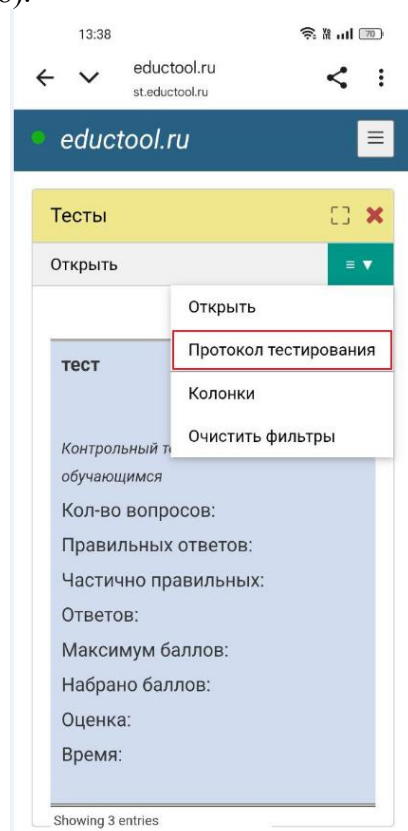 13:38
70
eductool.ru
st.eductool.ru
eductool.ru
Тесты
Открыть
Открыть
Протокол тестирования
Колонки
Очистить фильтры
тест
Контрольный
обучающимся
Кол-во вопросов:
Правильных ответов:
Частично правильных:
Ответов:
Максимум баллов:
Набрано баллов:
Оценка:
Время:
Showing 3 entries